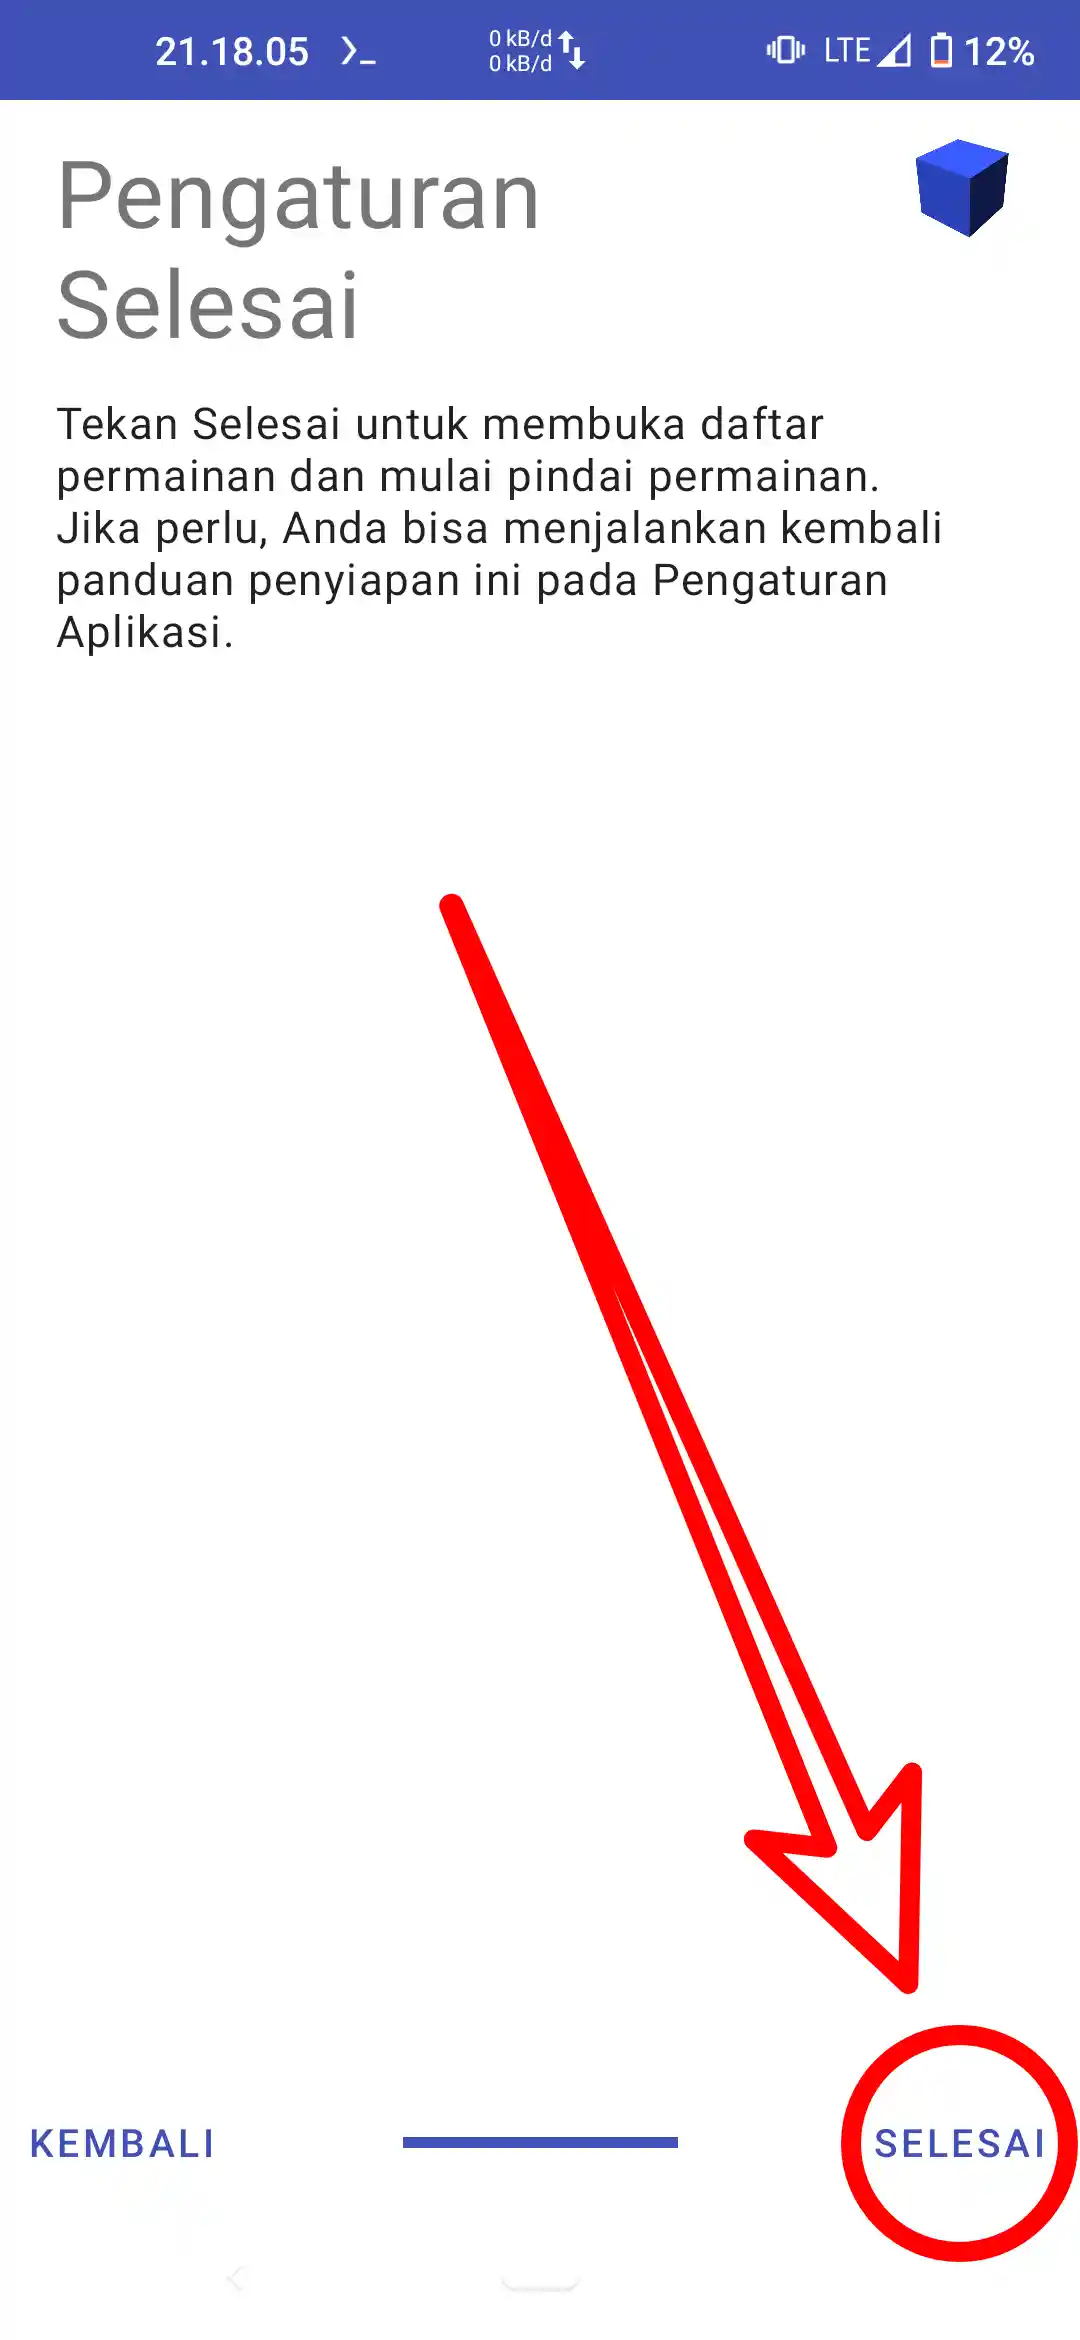 21.18.05 >_ 0 kB/d LTE 12%
0 kB/d
Pengaturan
Selesai
Tekan Selesai untuk membuka daftar
permainan dan mulai pindai permainan.
Jika perlu, Anda bisa menjalankan kembali
panduan penyiapan ini pada Pengaturan
Aplikasi.
KEMBALI SELESAI